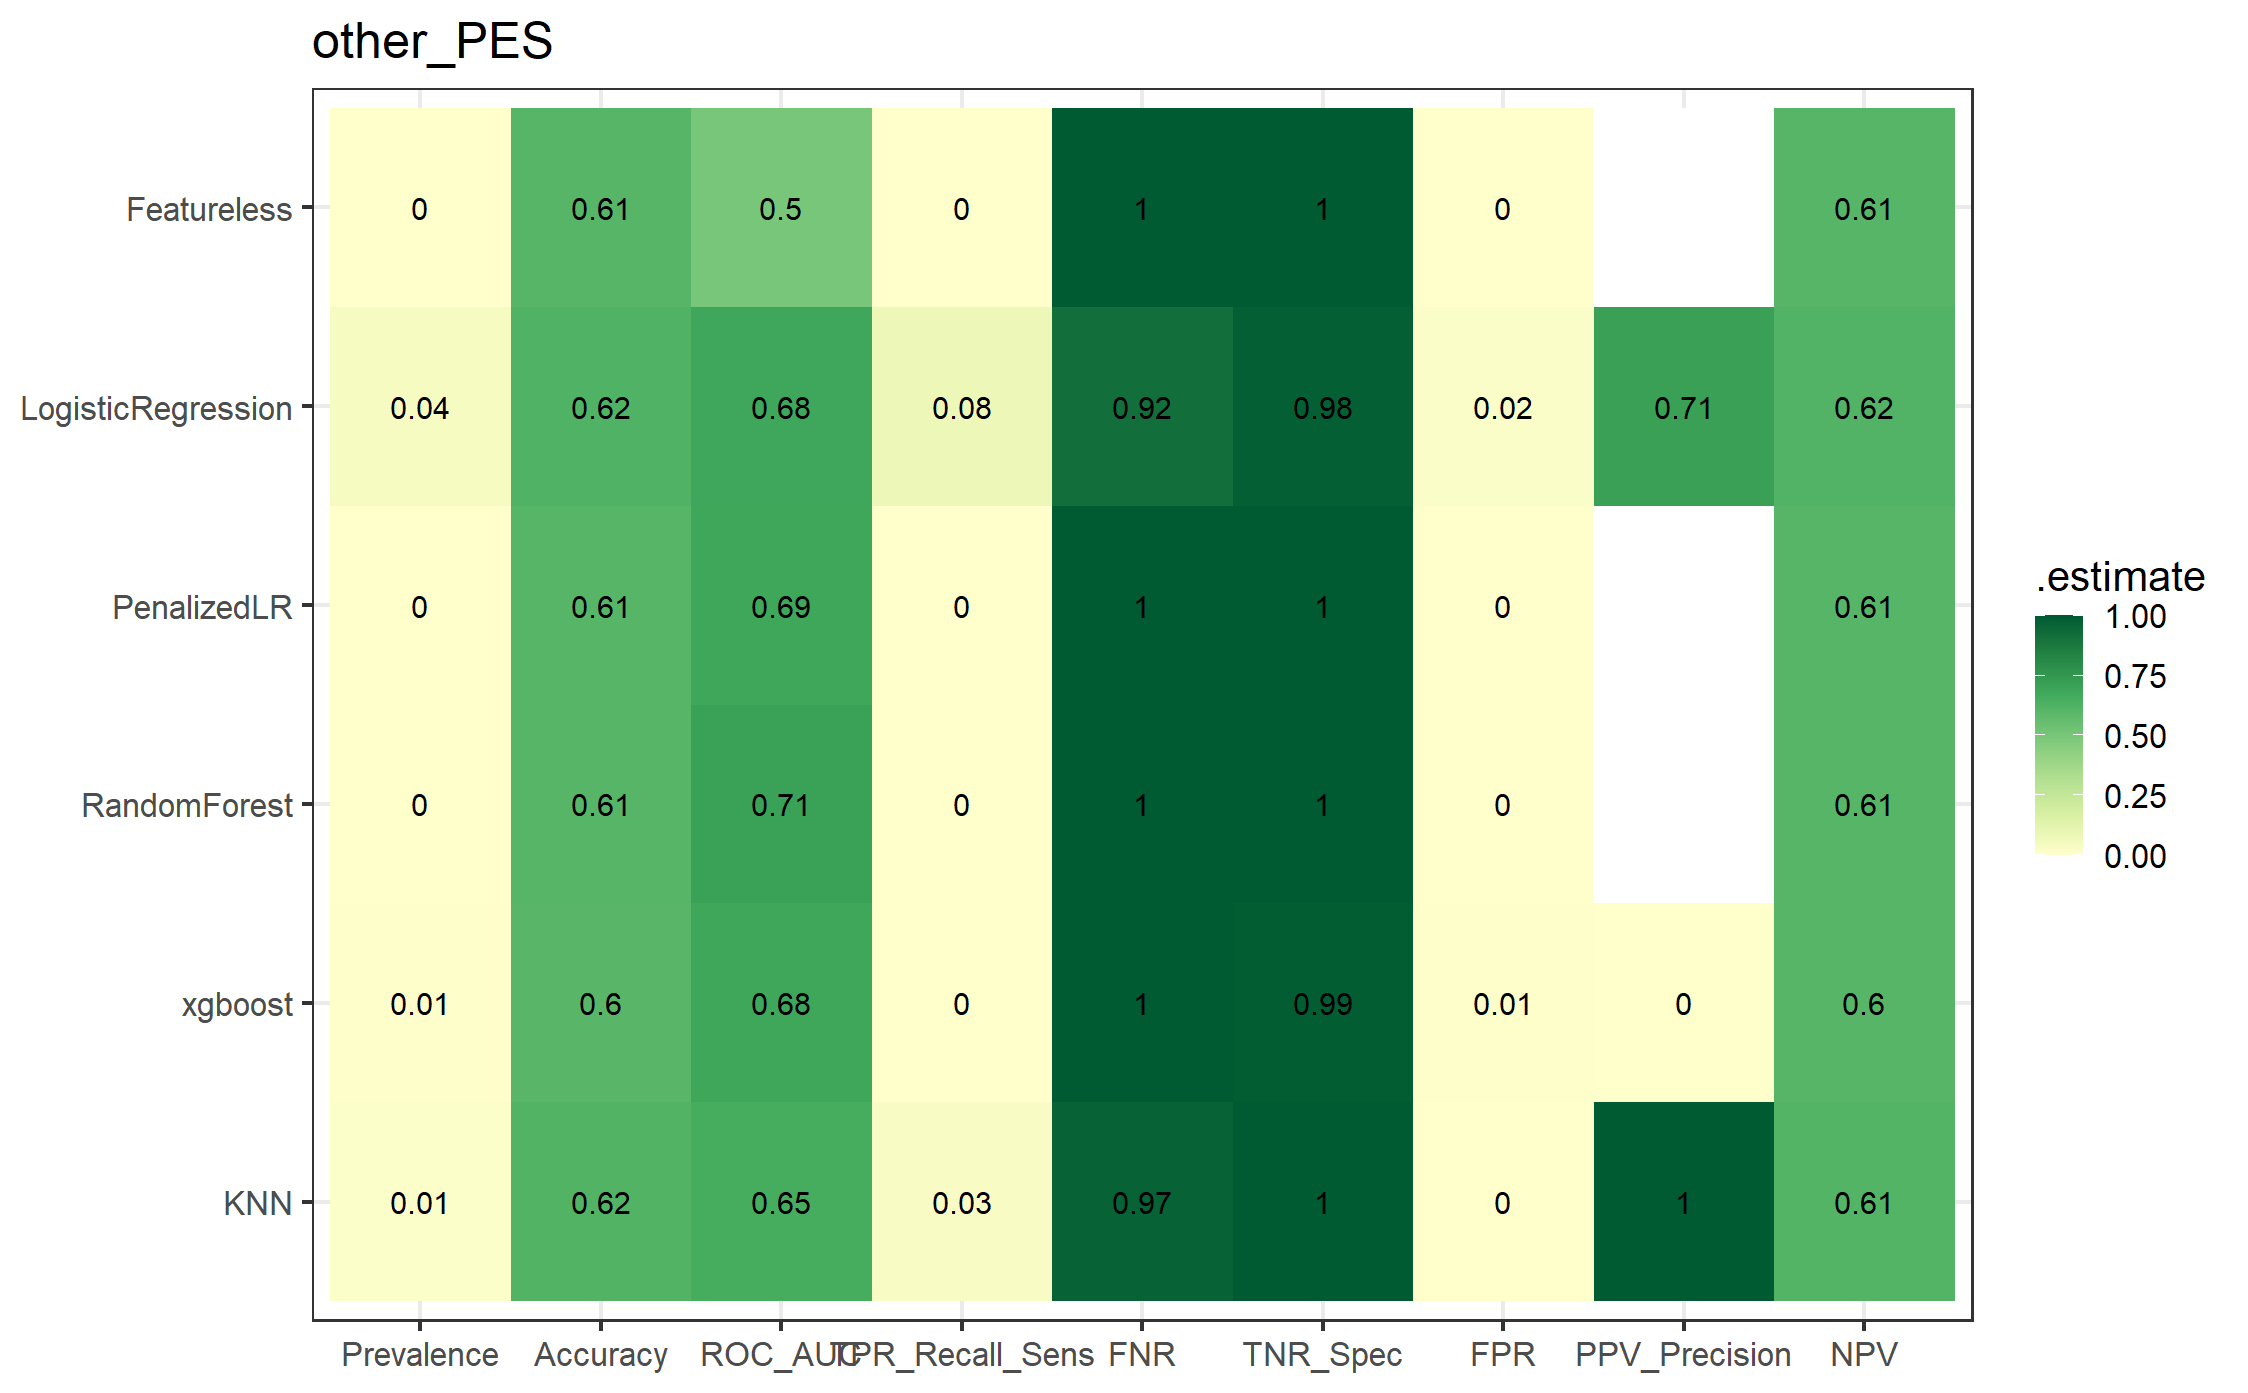 other_PES
Featureless 0 0.61 0.5 0 1 1 0 0.61
LogisticRegression 0.04 0.62 0.68 0.08 0.92 0.98 0.02 0.71 0.62
PenalizedLR 0 0.61 0.69 0 1 1 0 0.61
RandomForest 0 0.61 0.71 0 1 1 0 0.61
xgboost 0.01 0.6 0.68 0 1 0.99 0.01 0 0.6
KNN 0.01 0.62 0.65 0.03 0.97 1 0 1 0.61
Prevalence Accuracy ROC_AUC TPR_Recall_Sens FNR TNR_Spec FPR PPV_Precision NPV
.estimate
1.00
0.75
0.50
0.25
0.00